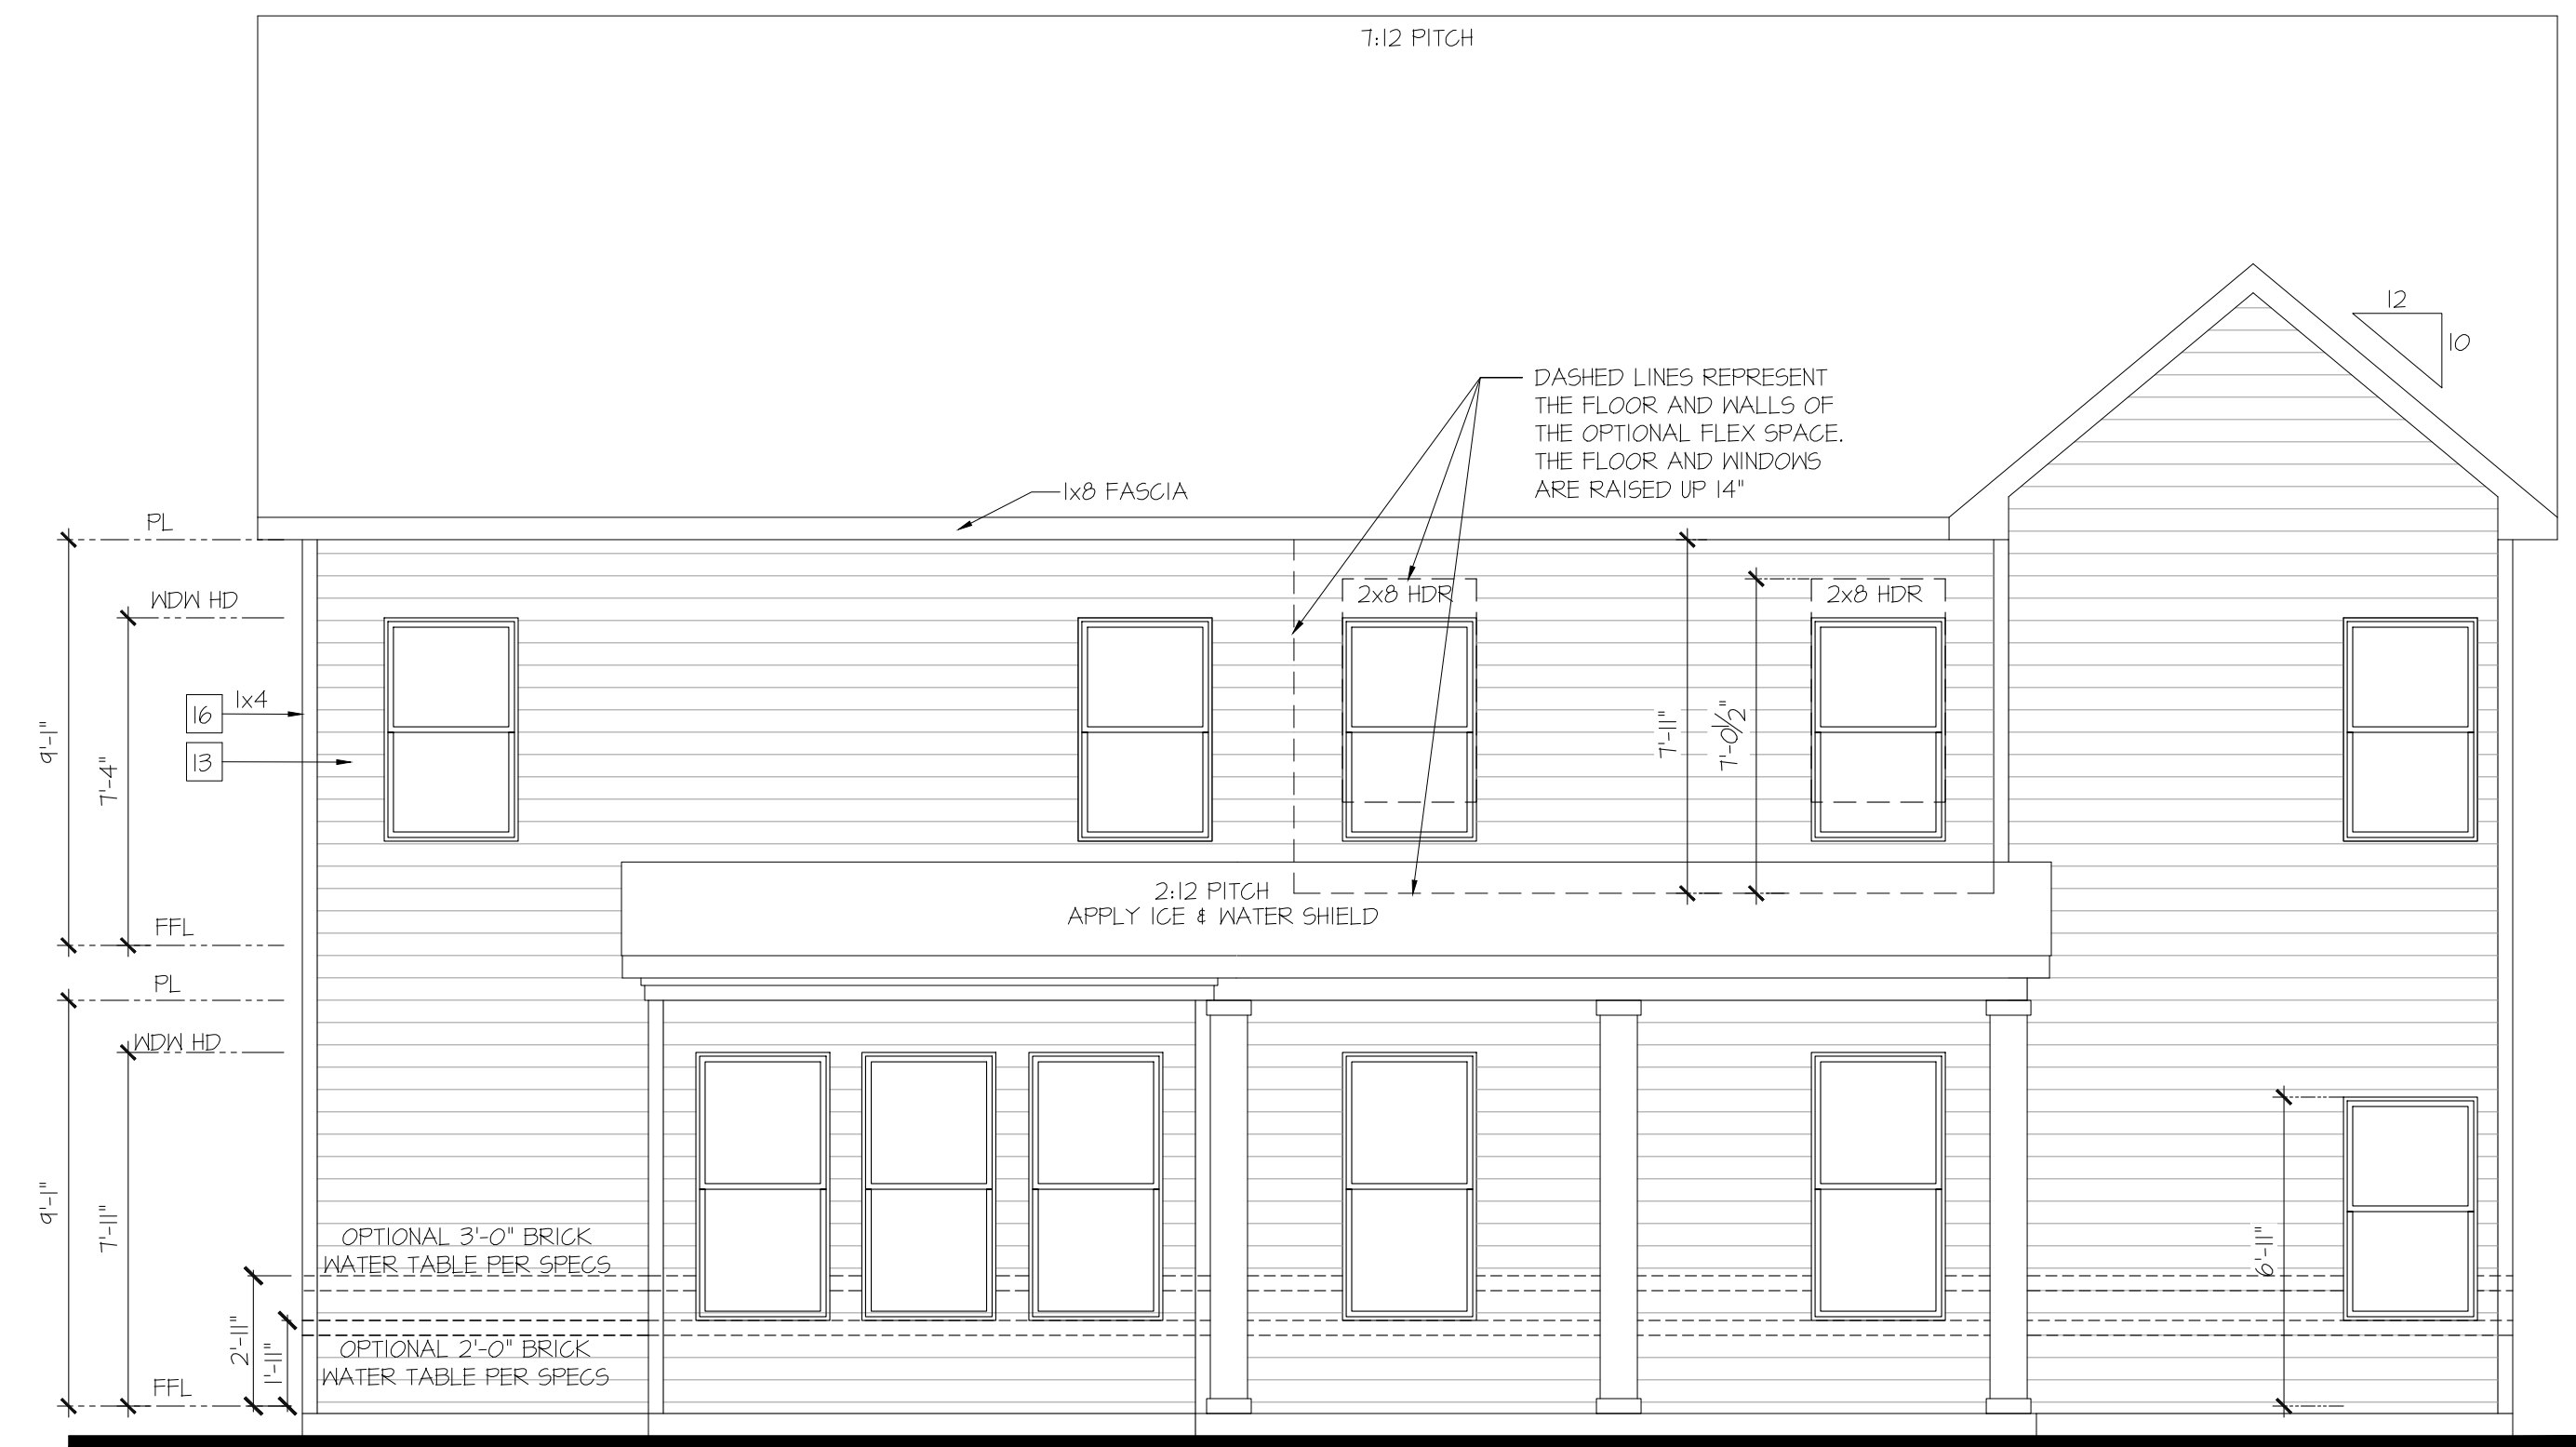 7:12 PITCH
12
10
DASHED LINES REPRESENT
THE FLOOR AND WALLS OF
THE OPTIONAL FLEX SPACE.
THE FLOOR AND WINDOWS
ARE RAISED UP 14"
1x8 FASCIA
PL
WDW HD
2x8 HDR
2x8 HDR
16
1x4
13
9'-1"
7'-4"
7'-11"
7'-0 1/2"
2:12 PITCH
APPLY ICE & WATER SHIELD
FFL
PL
WDW HD
9'-1"
7'-11"
6'-11"
OPTIONAL 3'-0" BRICK
WATER TABLE PER SPECS
2'-11"
1'-11"
OPTIONAL 2'-0" BRICK
WATER TABLE PER SPECS
FFL